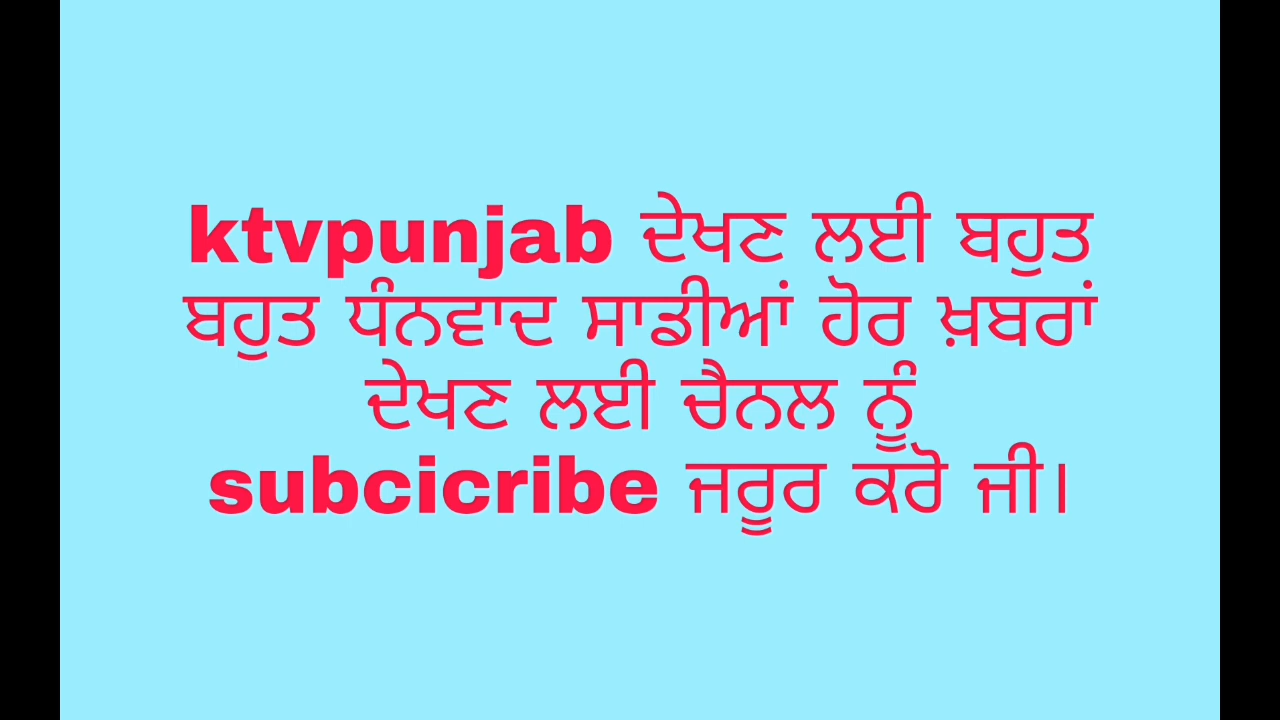 ktvpunjab ਦੇਖਣ ਲਈ ਬਹੁਤ
ਬਹੁਤ ਧੰਨਵਾਦ ਸਾਡੀਆਂ ਹੋਰ ਖ਼ਬਰਾਂ
ਦੇਖਣ ਲਈ ਚੈਨਲ ਨੂੰ
subcicribe ਜਰੂਰ ਕਰੋ ਜੀ।